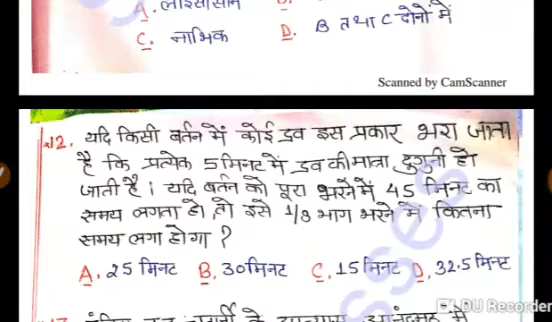 A. लाइसोसोम
C. नाभिक D. B तथा C दोनो में
Scanned by CamScanner
12. यदि किसी बर्तन में कोई द्रव इस प्रकार भरा जाता
है कि प्रत्येक 5 मिनट में द्रव की मात्रा दुगुनी हो
जाती है। यदि बर्तन को पूरा भरने में 45 मिनट का
समय लगता हो तो इसे 1/8 भाग भरने में कितना
समय लगा होगा ?
A. 25 मिनट B. 30 मिनट C. 15 मिनट D. 32.5 मिनट
DU Recorder